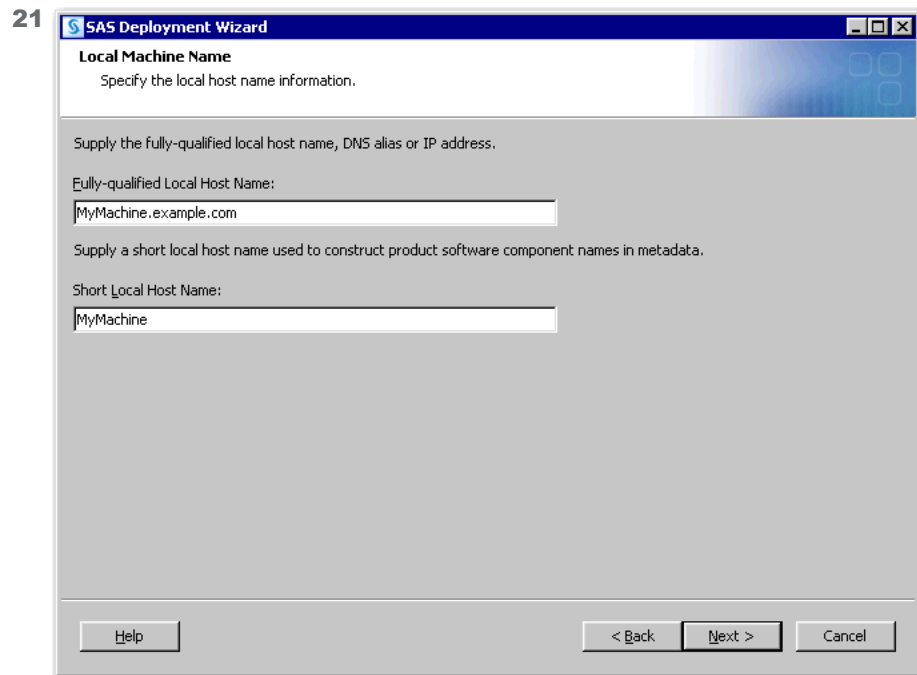 21
SAS Deployment Wizard
Local Machine Name
Specify the local host name information.
Supply the fully-qualified local host name, DNS alias or IP address.
Fully-qualified Local Host Name:
MyMachine.example.com
Supply a short local host name used to construct product software component names in metadata.
Short Local Host Name:
MyMachine
Help
< Back
Next >
Cancel